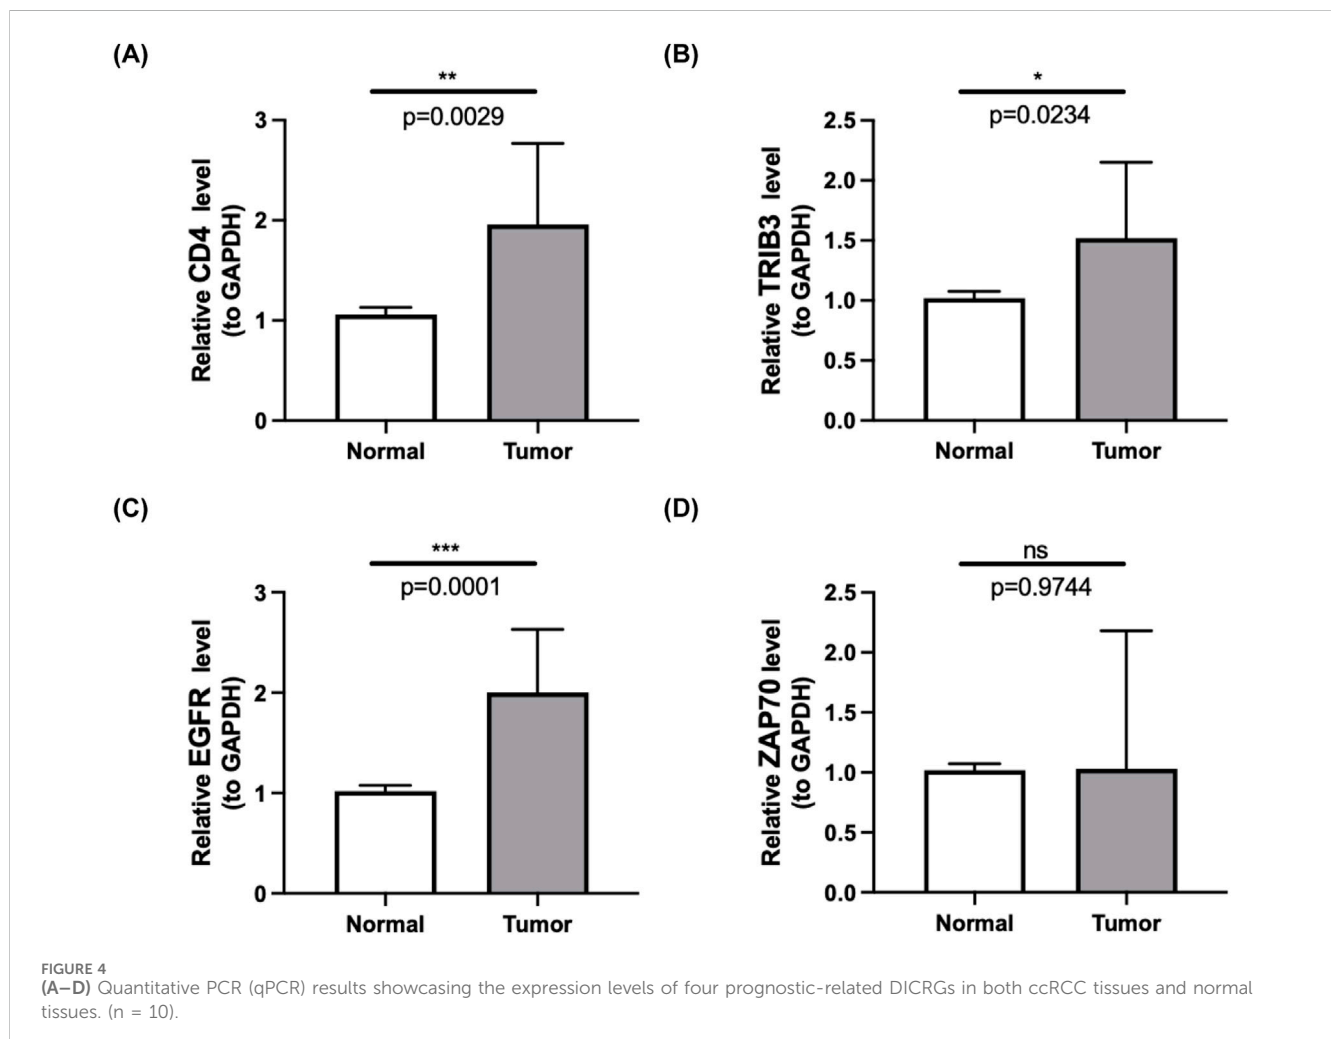 (A)
**
p=0.0029
Relative CD4 level
(to GAPDH)
3
2
1
0
Normal Tumor
(B)
*
p=0.0234
Relative TRIB3 level
(to GAPDH)
2.5
2.0
1.5
1.0
0.5
0.0
Normal Tumor
(C)
***
p=0.0001
Relative EGFR level
(to GAPDH)
3
2
1
0
Normal Tumor
(D)
ns
p=0.9744
Relative ZAP70 level
(to GAPDH)
2.5
2.0
1.5
1.0
0.5
0.0
Normal Tumor
FIGURE 4
(A–D) Quantitative PCR (qPCR) results showcasing the expression levels of four prognostic-related DICRGs in both ccRCC tissues and normal
tissues. (n = 10).